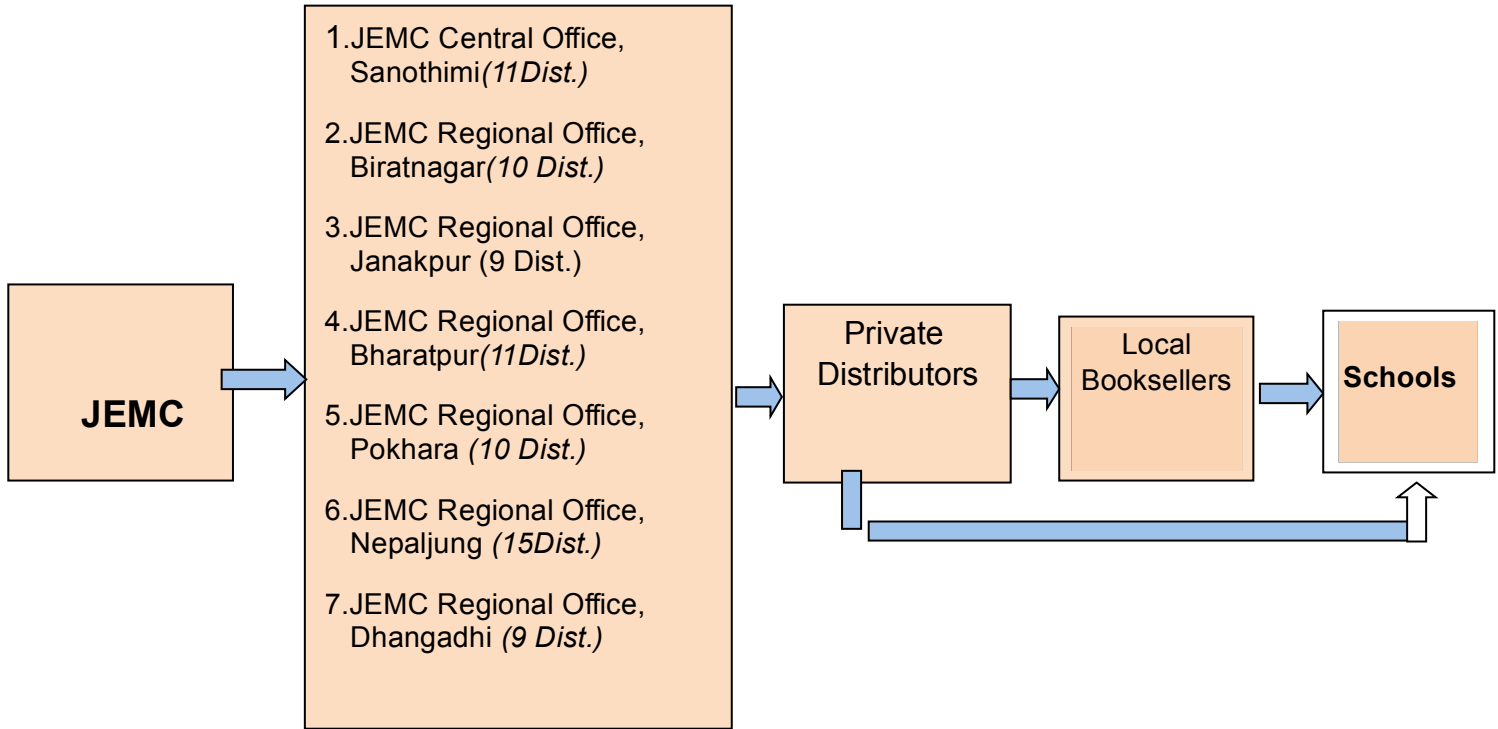 JEMC
1.JEMC Central Office,
Sanothimi(11Dist.)
2.JEMC Regional Office,
Biratnagar(10 Dist.)
3.JEMC Regional Office,
Janakpur (9 Dist.)
4.JEMC Regional Office,
Bharatpur(11Dist.)
5.JEMC Regional Office,
Pokhara (10 Dist.)
6.JEMC Regional Office,
Nepaljung (15Dist.)
7.JEMC Regional Office,
Dhangadhi (9 Dist.)
Private
Distributors
Local
Booksellers
Schools